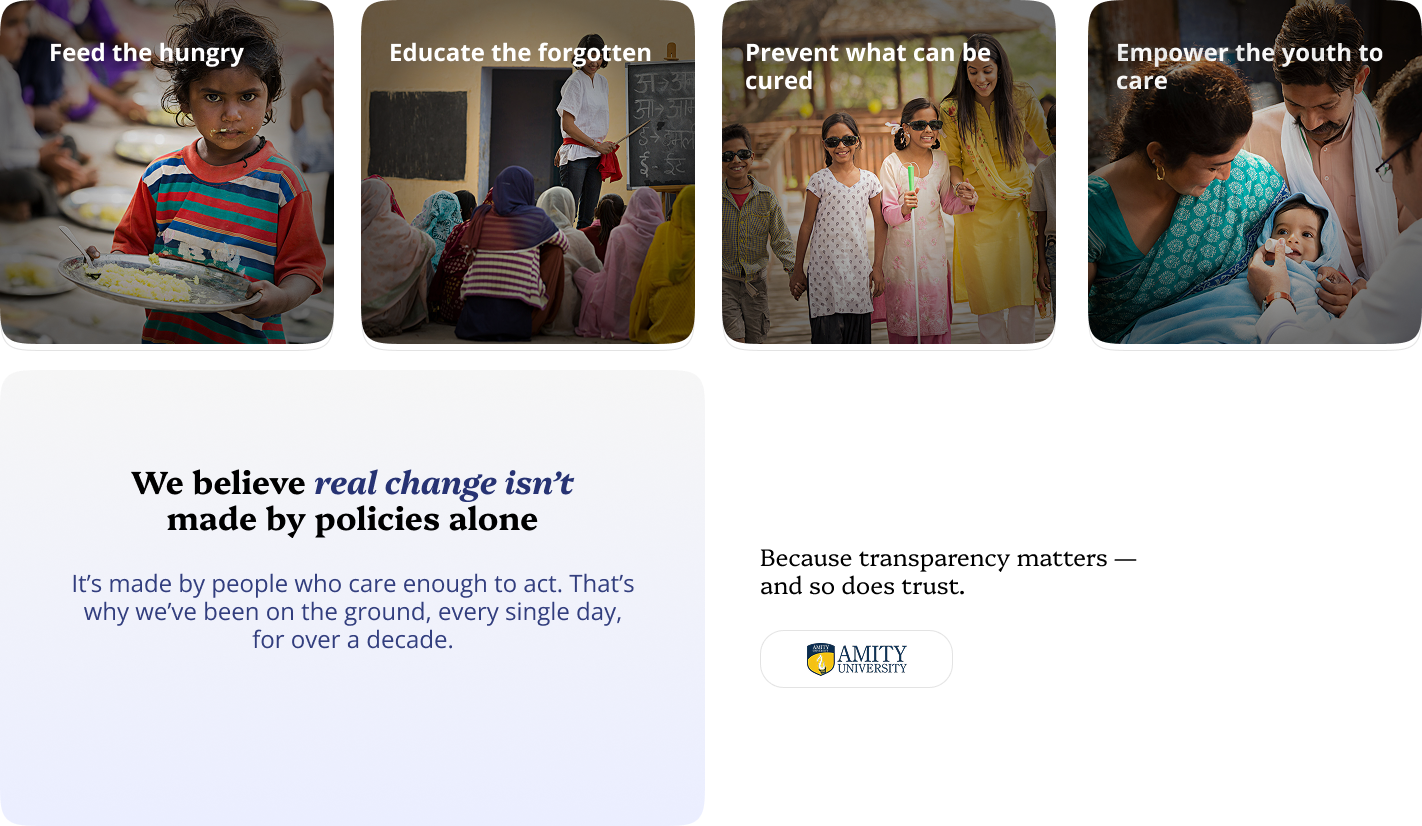 Feed the hungry
Educate the forgotten
Prevent what can be
cured
Empower the youth to
care
We believe real change isn’t
made by policies alone
It’s made by people who care enough to act. That’s
why we’ve been on the ground, every single day,
for over a decade.
Because transparency matters —
and so does trust.
AMITY
UNIVERSITY